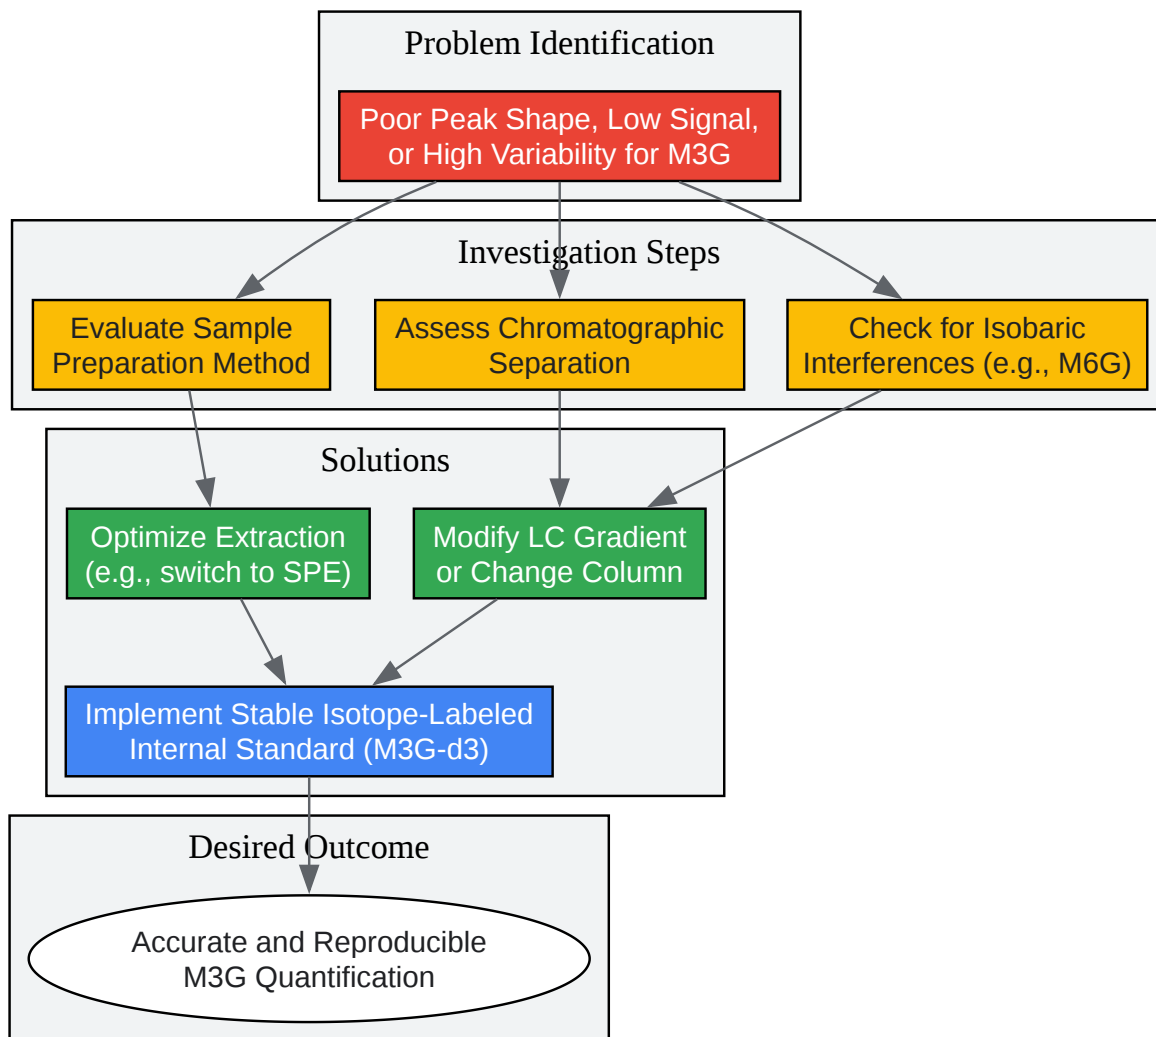 Problem Identification
Poor Peak Shape, Low Signal,
or High Variability for M3G
Investigation Steps
Evaluate Sample
Preparation Method
Assess Chromatographic
Separation
Check for Isobaric
Interferences (e.g., M6G)
Solutions
Optimize Extraction
(e.g., switch to SPE)
Modify LC Gradient
or Change Column
Implement Stable Isotope-Labeled
Internal Standard (M3G-d3)
Desired Outcome
Accurate and Reproducible
M3G Quantification